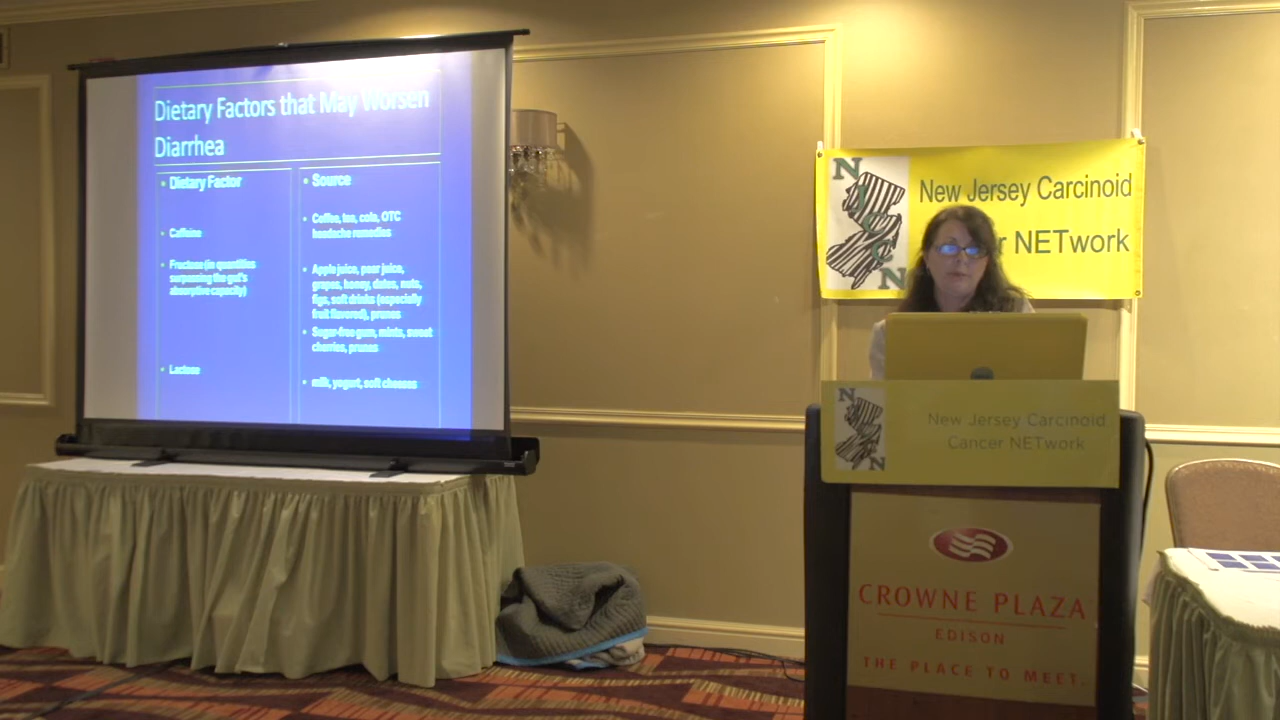 Dietary Factors that May Worsen
Diarrhea
• Dietary Factor
• Caffeine
• Fructose (in quantities
surpassing the gut's
absorptive capacity)
• Lactose
• Source
• Coffee, tea, cola, OTC
headache remedies
• Apple juice, pear juice,
grapes, honey, dates, nuts,
figs, soft drinks (especially
fruit flavored), prunes
• Sugar-free gum, mints, sweet
cherries, prunes
• milk, yogurt, soft cheeses
NJCCN
New Jersey Carcinoid
r NETwork
N
N
New Jersey Carcinoid
Cancer NETwork
CROWNE PLAZA
EDISON
THE PLACE TO MEET.